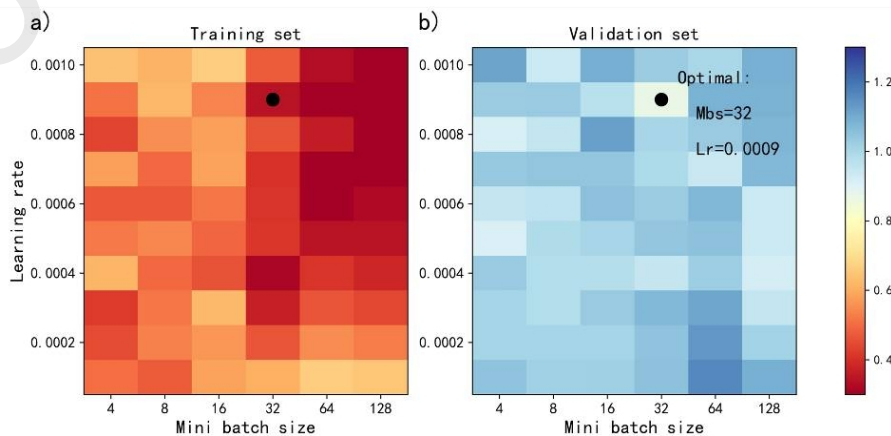 a)
Training set
Learning rate
0.0010
0.0008
0.0006
0.0004
0.0002
4 8 16 32 64 128
Mini batch size
b)
Validation set
0.0010
0.0008
0.0006
0.0004
0.0002
Optimal:
Mbs=32
Lr=0.0009
4 8 16 32 64 128
Mini batch size
1.2
1.0
0.8
0.6
0.4